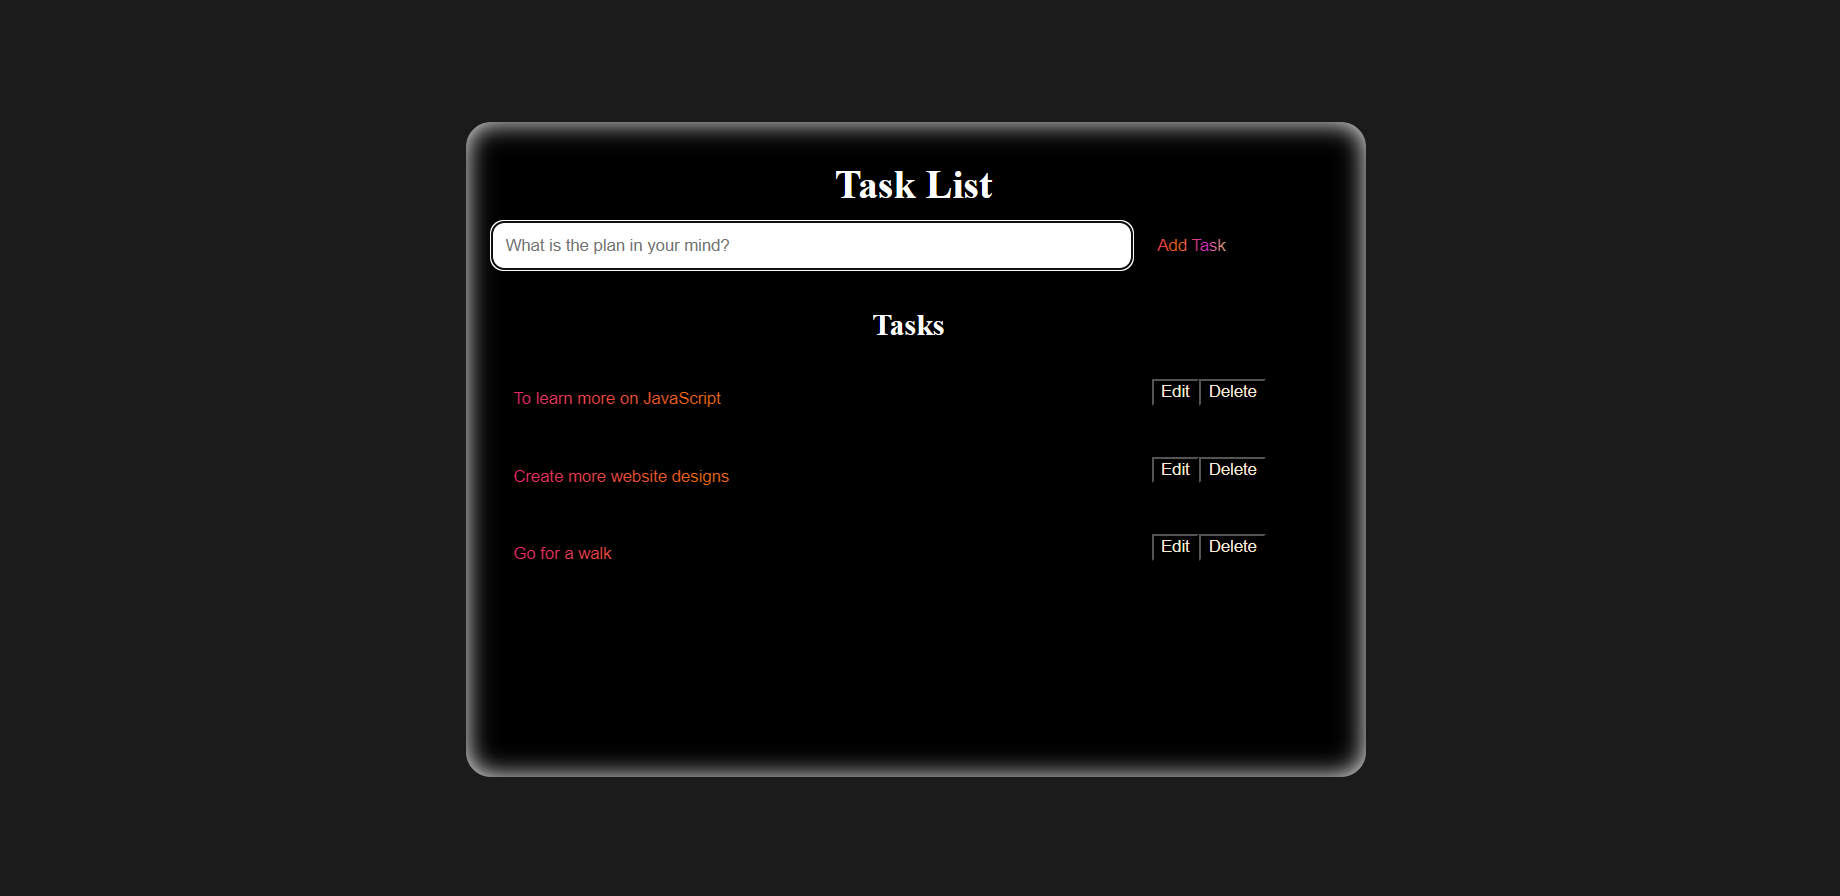 Task List
What is the plan in your mind? Add Task
Tasks
To learn more on JavaScript Edit Delete
Create more website designs Edit Delete
Go for a walk Edit Delete